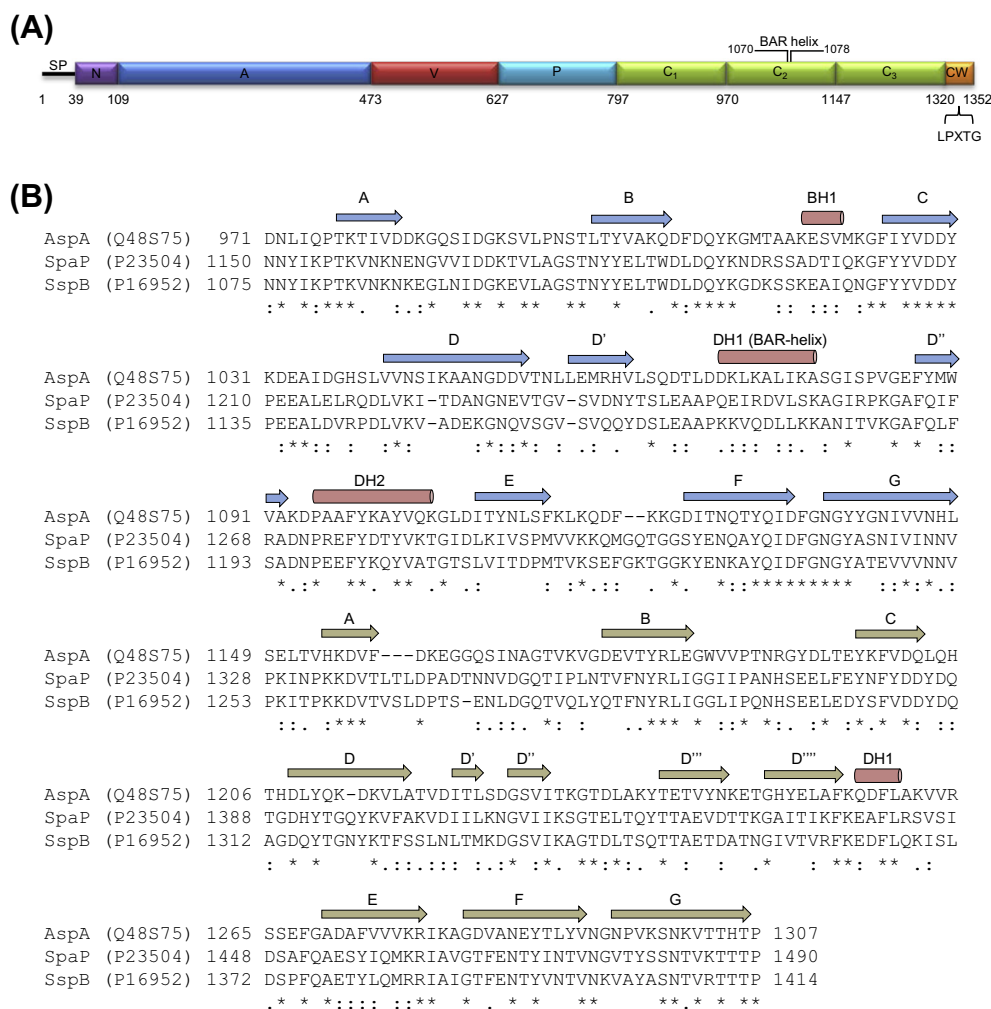 (A)
SP N A V P C1 1070 BAR helix 1078 C2 C3 CW
1 39 109 473 627 797 970 1147 1320 1352
LPXTG
(B)
A B BH1 C
AspA (Q48S75) 971 DNLIQPTKTIVDDKGQSIDGKSVLPNSTLTYVAKQDFDQYKGMTAAKESVMKGFIYVDDY
SpaP (P23504) 1150 NNYIKPTKVNKNENGVVIDDKTVLAGSTNYYELTWDLDQYKNDRSSADTIQKGFYYVDDY
SspB (P16952) 1075 NNYIKPTKVNKNKEGLNIDGKEVLAGSTNYYELTWDLDQYKGDKSSKEAIQNGFYYVDDY
D D' DH1 (BAR-helix) D''
AspA (Q48S75) 1031 KDEAIDGHSLVVNSIKAANGDDVTNLLEMRHVLSQDTLDDKLKALIKASGISPVGEFYMW
SpaP (P23504) 1210 PEEALELRQDLVKI-TDANGNEVTGV-SVDNYTSLEAAPQEIRDVLSKAGIRPKGAFQIF
SspB (P16952) 1135 PEEALDVRPDLVKV-ADEKGNQVSGV-SVQQYDSLEAAPKKVQDLLKKANITVKGAFQLF
DH2 E F G
AspA (Q48S75) 1091 VAKDPAAFYKAYVQKGLDITYNLSFKLKQDF--KKGDITNQTYQIDFGNGYYGNIVVNHL
SpaP (P23504) 1268 RADNPREFYDTYVKTGIDLKIVSPMVVKKQMGQTGGSYENQAYQIDFGNGYASNIVINNV
SspB (P16952) 1193 SADNPEEFYKQYVATGTSLVITDPMTVKSEFGKTGGKYENKAYQIDFGNGYATEVVVNNV
A B C
AspA (Q48S75) 1149 SELTVHKDVF---DKEGGQSINAGTVKVGDEVTYRLEGWVVPTNRGYDLTEYKFVDQLQH
SpaP (P23504) 1328 PKINPKKDVTLTLDPADTNNVDGQTIPLNTVFNYRLIGGIIPANHSEELFEYNFYDDYDQ
SspB (P16952) 1253 PKITPKKDVTVSLDPTS-ENLDGQTVQLYQTFNYRLIGGLIPQNHSEELEDYSFVDDYDQ
D D' D'' D''' D'''' DH1
AspA (Q48S75) 1206 THDLYQK-DKVLATVDITLSDGSVITKGTDLAKYTETVYNKETGHYELAFKQDFLAKVVR
SpaP (P23504) 1388 TGDHYTGQYKVFAKVDIILKNGVIIKSGTELTQYTTAEVDTTKGAITIKFKEAFLRSVSI
SspB (P16952) 1312 AGDQYTGNYKTFSSLNLTMKDGSVIKAGTDLTSQTTAETDATNGIVTVRFKEDFLQKISL
E F G
AspA (Q48S75) 1265 SSEFGADAFVVVKRIKAGDVANEYTLYVNGNPVKSNKVTTHTP 1307
SpaP (P23504) 1448 DSAFQAESYIQMKRIAVGTFENTYINTVNGVTYSSNTVKTTTP 1490
SspB (P16952) 1372 DSPFQAETYLQMRRIAIGTFENTYVNTVNKVAYASNTVRTTTP 1414